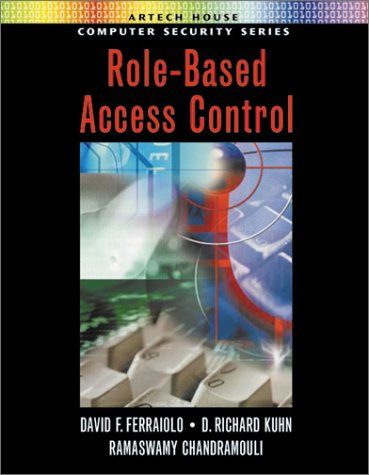 ARTECH HOUSE
COMPUTER SECURITY SERIES
Role-Based
Access Control
DAVID F. FERRAIOLO • D. RICHARD KUHN
RAMASWAMY CHANDRAMOULI